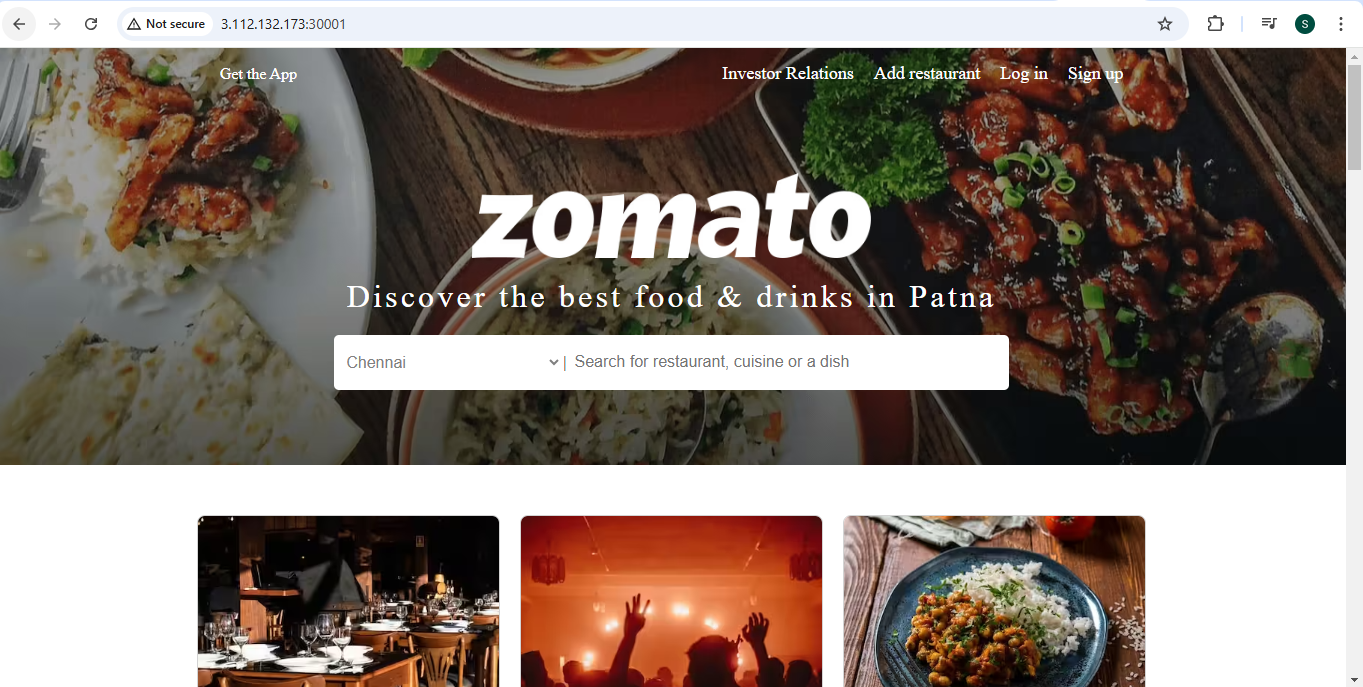 Not secure 3.112.132.173:30001 S
Get the App Investor Relations Add restaurant Log in Sign up
zomato
Discover the best food & drinks in Patna
Chennai | Search for restaurant, cuisine or a dish